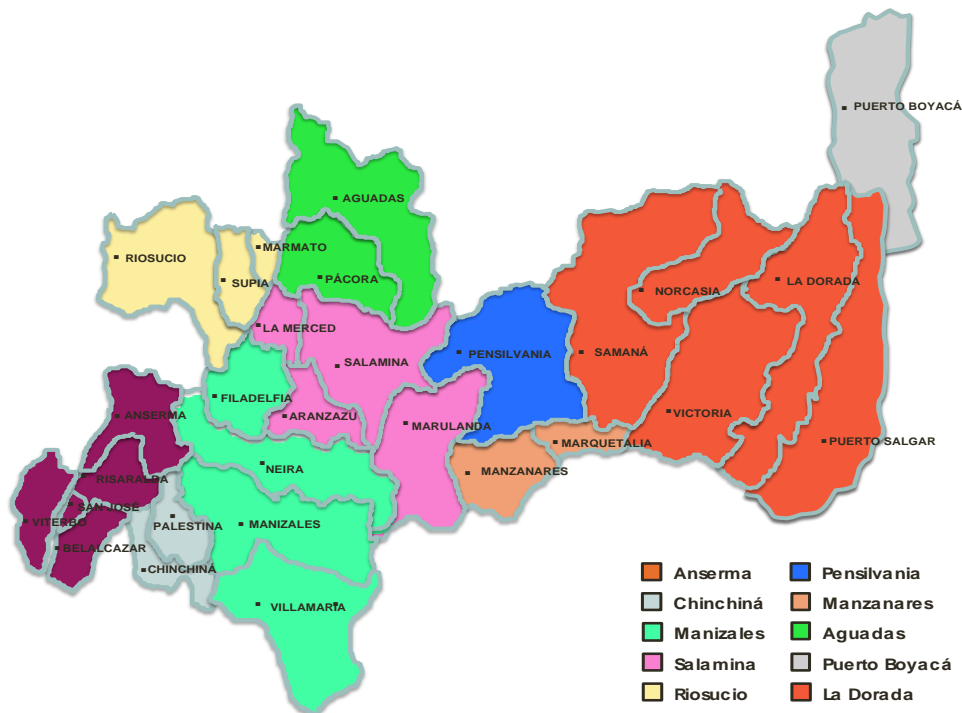 PUERTO BOYACÁ
AGUADAS
MARMATO
RIOSUCIO
PÁCORA
SUPIA
LA DORADA
NORCASIA
LA MERCED
SALAMINA
PENSILVANIA
SAMANÁ
FILADELFIA
ARANZAZU
ANSERMA
MARULANDA
VICTORIA
MARQUETALIA
PUERTO SALGAR
NEIRA
MANZANARES
RISARALDA
SAN JOSÉ
VITERBO
PALESTINA
MANIZALES
BELALCAZAR
CHINCHINÁ
VILLAMARIA
Anserma
Chinchiná
Manizales
Salamina
Riosucio
Pensilvania
Manzanares
Aguadas
Puerto Boyacá
La Dorada